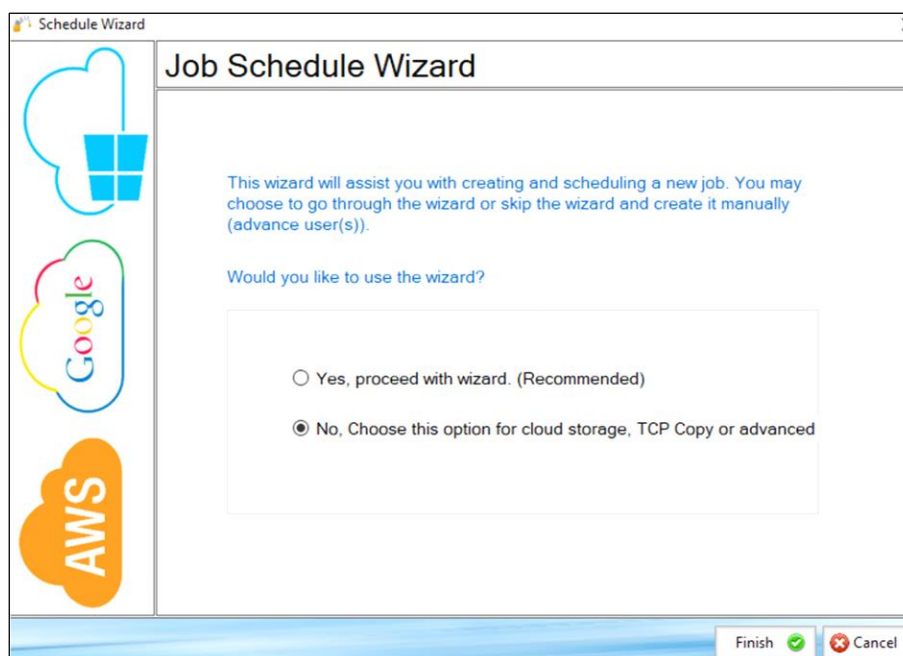 Schedule Wizard
Job Schedule Wizard
This wizard will assist you with creating and scheduling a new job. You may
choose to go through the wizard or skip the wizard and create it manually
(advance user(s)).
Would you like to use the wizard?
Google
Yes, proceed with wizard. (Recommended)
No, Choose this option for cloud storage, TCP Copy or advanced
AWS
Finish
Cancel